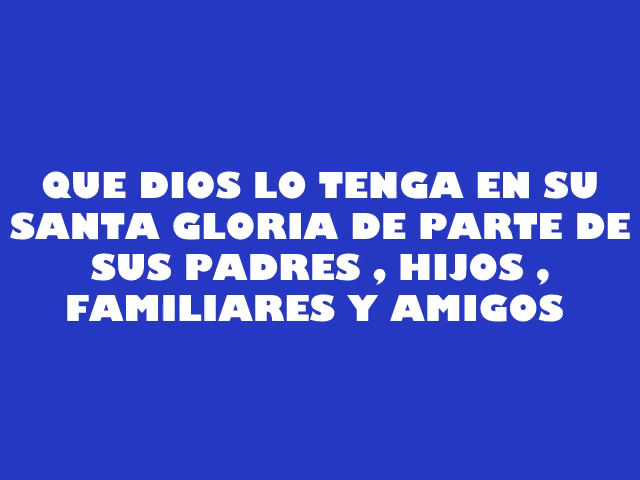 QUE DIOS LO TENGA EN SU
SANTA GLORIA DE PARTE DE
SUS PADRES , HIJOS ,
FAMILIARES Y AMIGOS